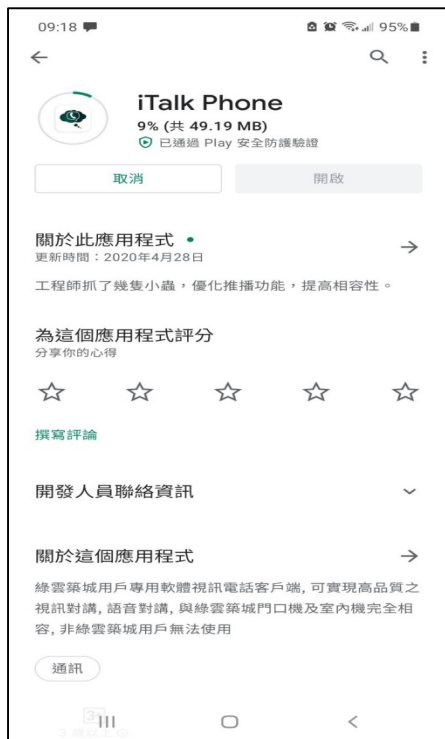 09:18 95%
iTalk Phone
9% (共 49.19 MB)
已通過 Play 安全防護驗證
取消 開啟
關於此應用程式 •
更新時間：2020年4月28日
工程師抓了幾隻小蟲，優化推播功能，提高相容性。
為這個應用程式評分
分享你的心得
撰寫評論
開發人員聯絡資訊
關於這個應用程式
綠雲築城用戶專用軟體視訊電話客戶端, 可實現高品質之
視訊對講, 語音對講, 與綠雲築城門口機及室內機完全相
容, 非綠雲築城用戶無法使用
通訊
3+